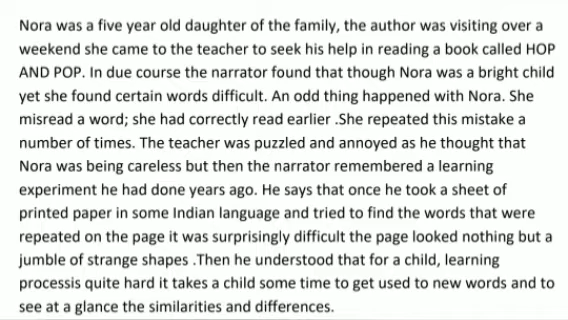 Nora was a five year old daughter of the family, the author was visiting over a
weekend she came to the teacher to seek his help in reading a book called HOP
AND POP. In due course the narrator found that though Nora was a bright child
yet she found certain words difficult. An odd thing happened with Nora. She
misread a word; she had correctly read earlier .She repeated this mistake a
number of times. The teacher was puzzled and annoyed as he thought that
Nora was being careless but then the narrator remembered a learning
experiment he had done years ago. He says that once he took a sheet of
printed paper in some Indian language and tried to find the words that were
repeated on the page it was surprisingly difficult the page looked nothing but a
jumble of strange shapes .Then he understood that for a child, learning
processis quite hard it takes a child some time to get used to new words and to
see at a glance the similarities and differences.